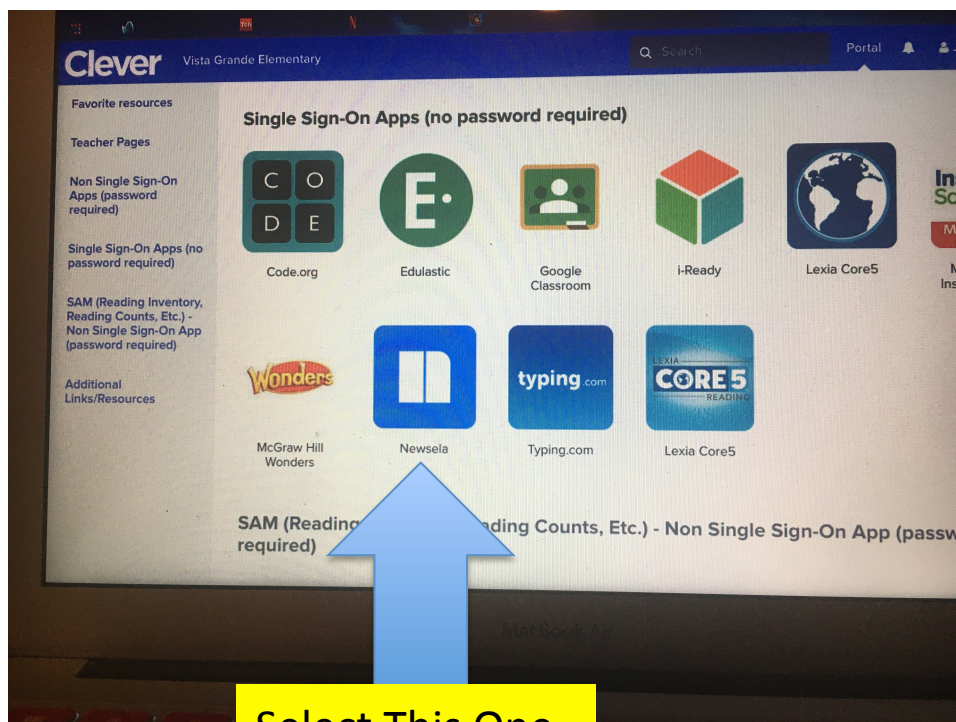 Tch
N
Clever
Vista Grande Elementary
Search
Portal
Favorite resources
Teacher Pages
Non Single Sign-On
Apps (password
required)
Single Sign-On Apps (no
password required)
SAM (Reading Inventory,
Reading Counts, Etc.) -
Non Single Sign-On App
(password required)
Additional
Links/Resources
Single Sign-On Apps (no password required)
C O
D E
Code.org
E
Edulastic
Google
Classroom
i-Ready
Lexia Core5
Wonders
McGraw Hill
Wonders
Newsela
typing.com
Typing.com
LEXIA
CORE5
READING
Lexia Core5
SAM (Reading ading Counts, Etc.) - Non Single Sign-On App (passw
required)
MacBook Air
Select This One